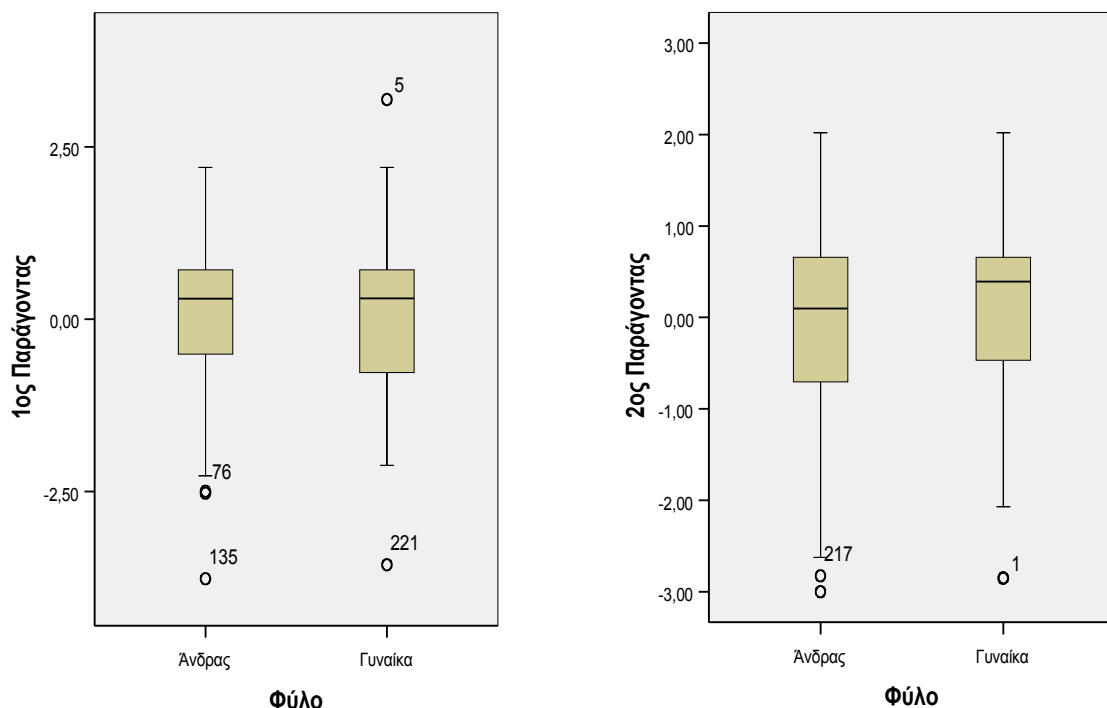 1ος Παράγοντας
2,50
0,00
-2,50
5
76
135
221
Άνδρας
Γυναίκα
Φύλο
2ος Παράγοντας
3,00
2,00
1,00
0,00
-1,00
-2,00
-3,00
217
1
Άνδρας
Γυναίκα
Φύλο